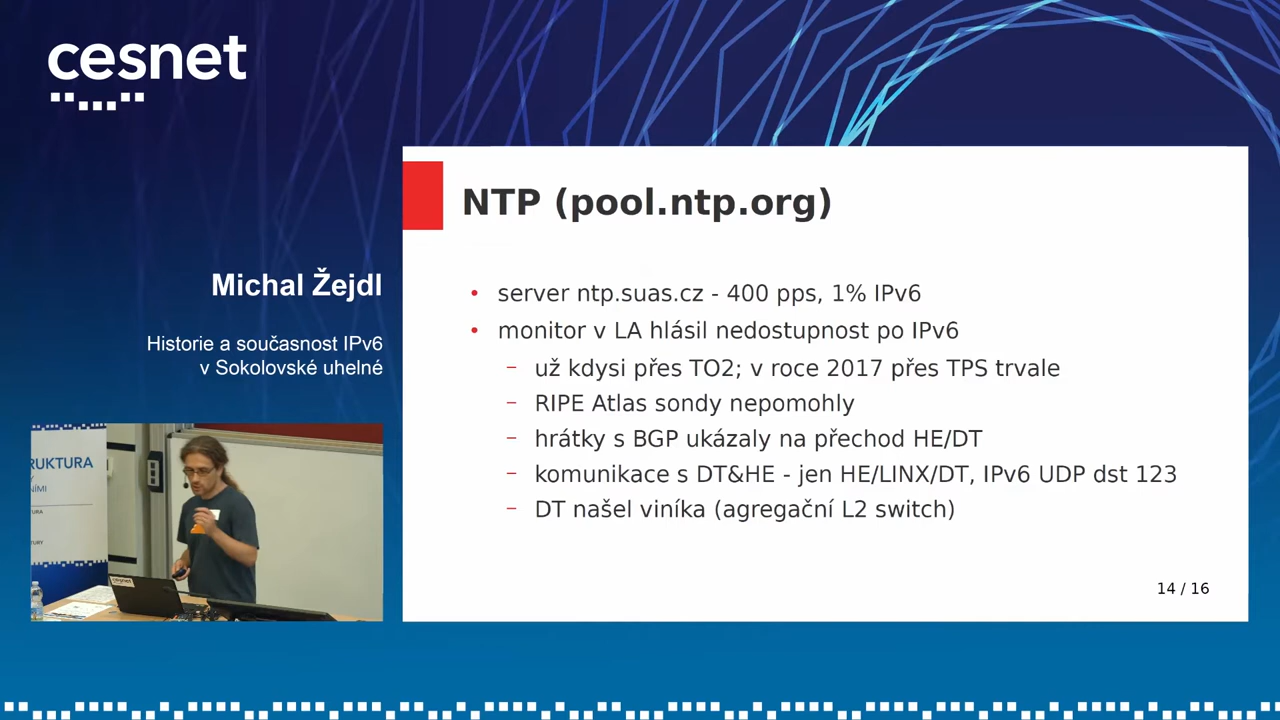 cesnet
NTP (pool.ntp.org)
Michal Žejdl
Historie a současnost IPv6
v Sokolovské uhelné
• server ntp.suas.cz - 400 pps, 1% IPv6
• monitor v LA hlásil nedostupnost po IPv6
– už kdysi přes TO2; v roce 2017 přes TPS trvale
– RIPE Atlas sondy nepomohly
– hrátky s BGP ukázaly na přechod HE/DT
– komunikace s DT&HE - jen HE/LINX/DT, IPv6 UDP dst 123
– DT našel viníka (agregační L2 switch)
14 / 16
RUKTURA
cesnet